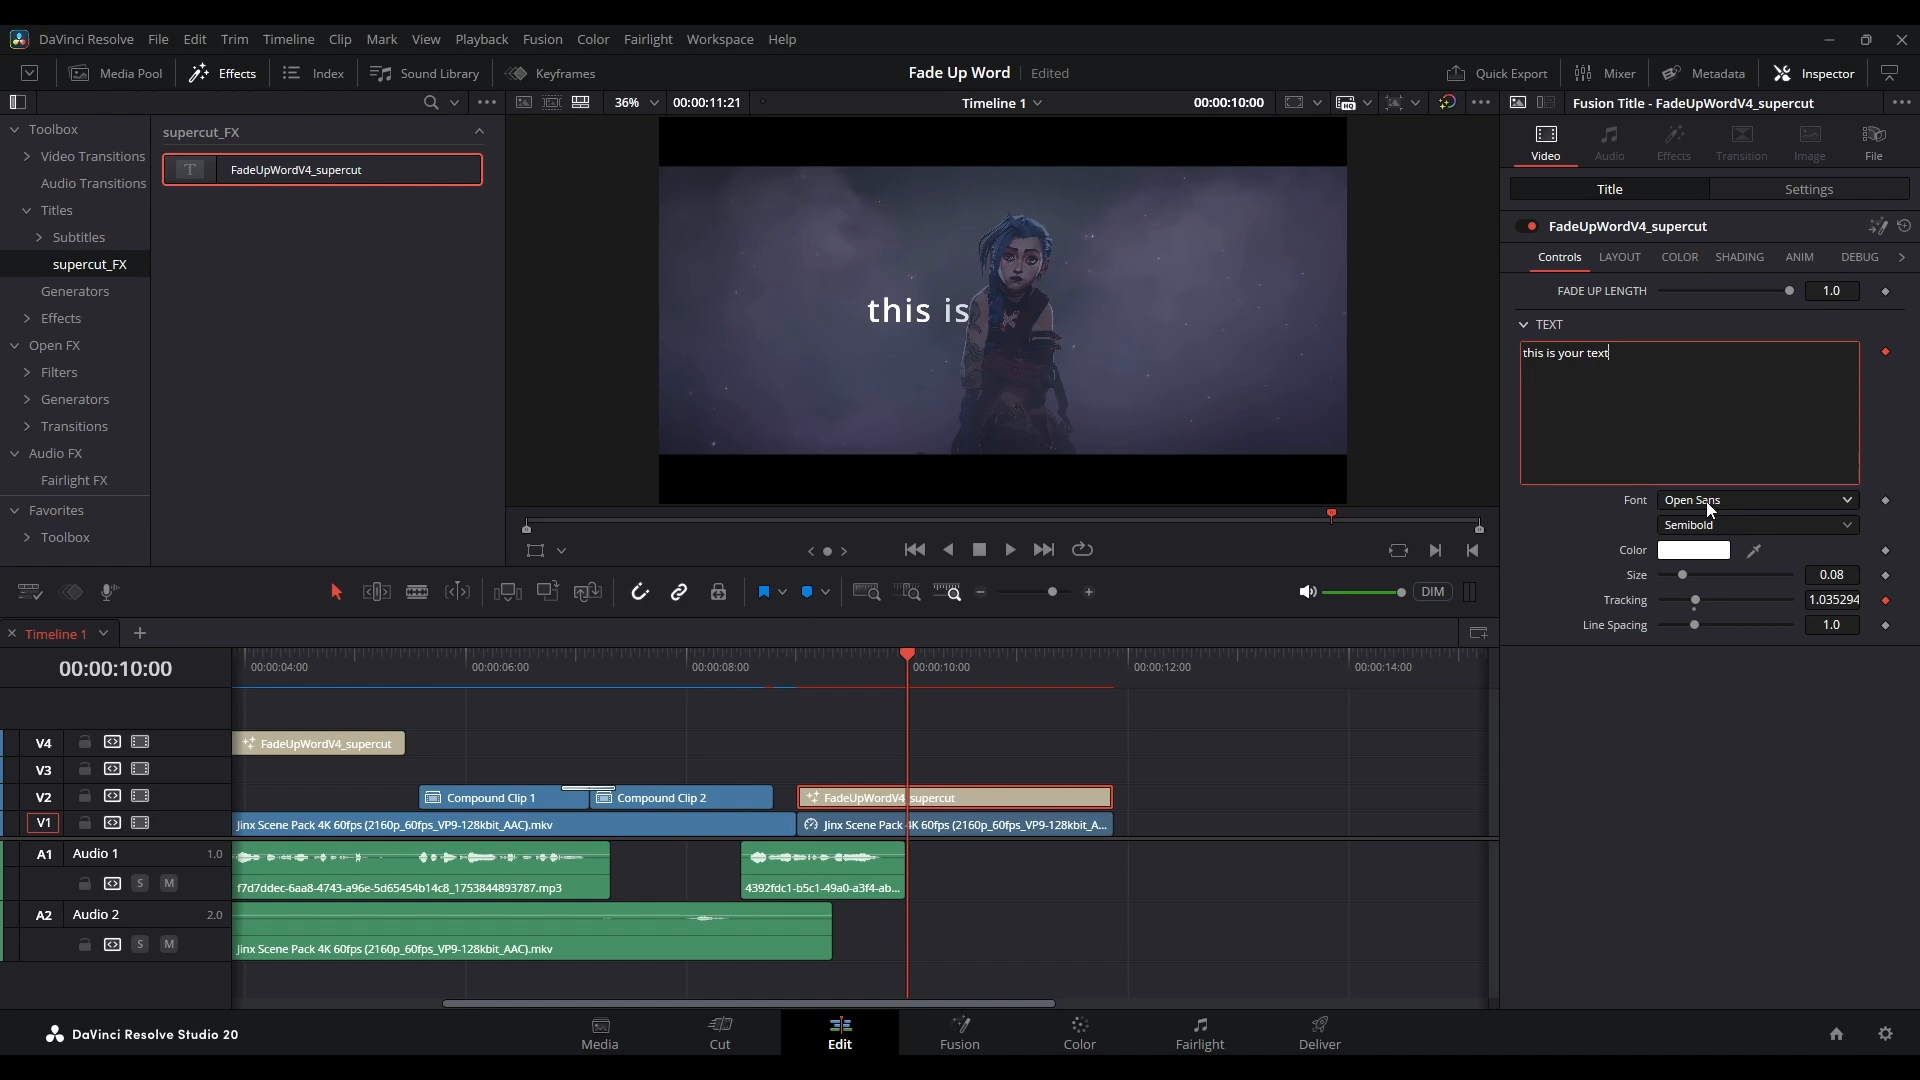 DaVinci Resolve File Edit Trim Timeline Clip Mark View Playback Fusion Color Fairlight Workspace Help
Media Pool Effects Index Sound Library Keyframes Fade Up Word Edited Quick Export Mixer Metadata Inspector
36% 00:00:11:21 Timeline 1 00:00:10:00 Fusion Title - FadeUpWordV4_supercut
Toolbox
Video Transitions
Audio Transitions
Titles
Subtitles
supercut_FX
Generators
Effects
Open FX
Filters
Generators
Transitions
Audio FX
Fairlight FX
Favorites
Toolbox
supercut_FX
T FadeUpWordV4_supercut
this is
Video Audio Effects Transition Image File
Title Settings
FadeUpWordV4_supercut
Controls LAYOUT COLOR SHADING ANIM DEBUG
FADE UP LENGTH 1.0
TEXT
this is your text
Font Open Sans
Semibold
Color
Size 0.08
Tracking 1.035294
Line Spacing 1.0
DIM
Timeline 1
00:00:10:00 00:00:04:00 00:00:06:00 00:00:08:00 00:00:10:00 00:00:12:00 00:00:14:00
V4 FadeUpWordV4_supercut
V3
V2 Compound Clip 1 Compound Clip 2 FadeUpWordV4_supercut
V1 Jinx Scene Pack 4K 60fps (2160p_60fps_VP9-128kbit_AAC).mkv Jinx Scene Pack 4K 60fps (2160p_60fps_VP9-128kbit_A...
A1 Audio 1 1.0
S M f7d7ddec-6aa8-4743-a96e-5d65454b14c8_1753844893787.mp3 4392fdc1-b5c1-49a0-a3f4-ab...
A2 Audio 2 2.0
S M Jinx Scene Pack 4K 60fps (2160p_60fps_VP9-128kbit_AAC).mkv
DaVinci Resolve Studio 20 Media Cut Edit Fusion Color Fairlight Deliver